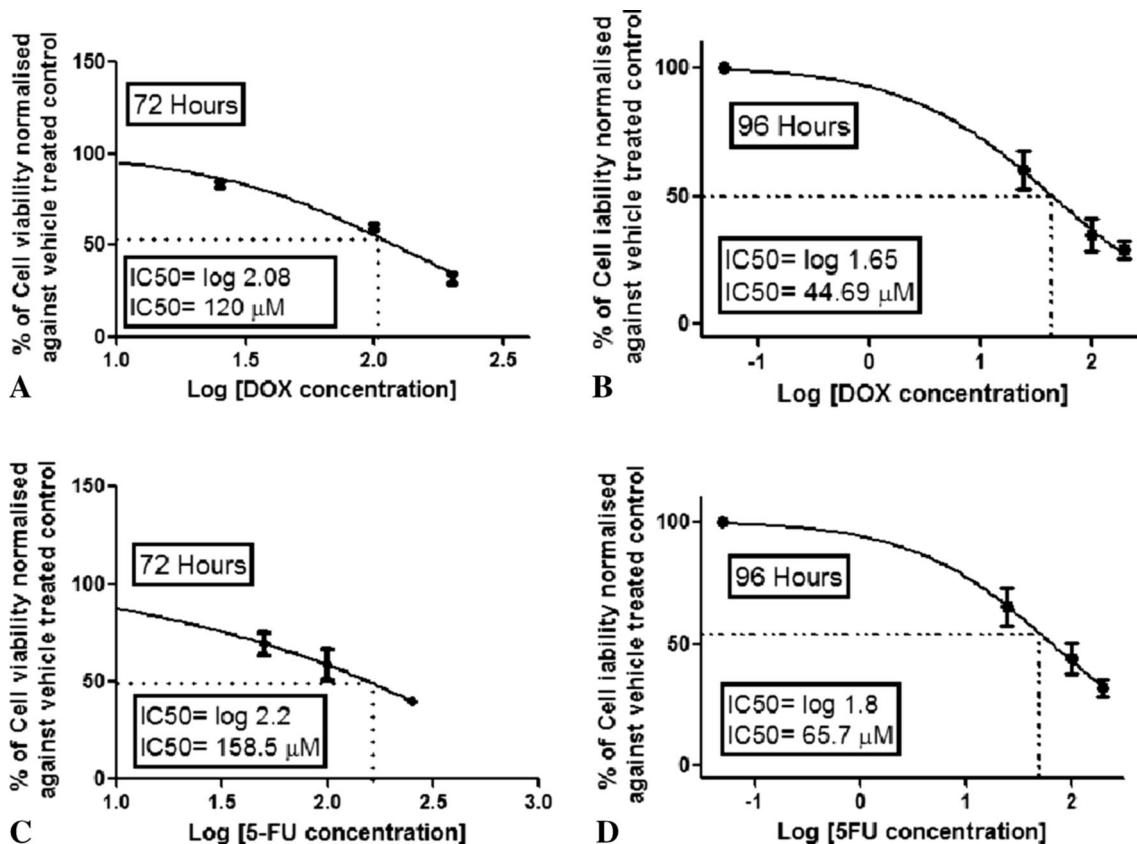 % of Cell viability normalised
against vehicle treated control
150
100
50
0
72 Hours
IC50= log 2.08
IC50= 120 µM
1.0 1.5 2.0 2.5
Log [DOX concentration]
A
% of Cell iability normalised
against vehicle treated control
100
50
0
96 Hours
IC50= log 1.65
IC50= 44.69 µM
-1 0 1 2
Log [DOX concentration]
B
% of Cell viability normalised
against vehicle treated control
150
100
50
0
72 Hours
IC50= log 2.2
IC50= 158.5 µM
1.0 1.5 2.0 2.5 3.0
Log [5-FU concentration]
C
% of Cell iability normalised
against vehicle treated control
100
50
0
96 Hours
IC50= log 1.8
IC50= 65.7 µM
-1 0 1 2
Log [5FU concentration]
D